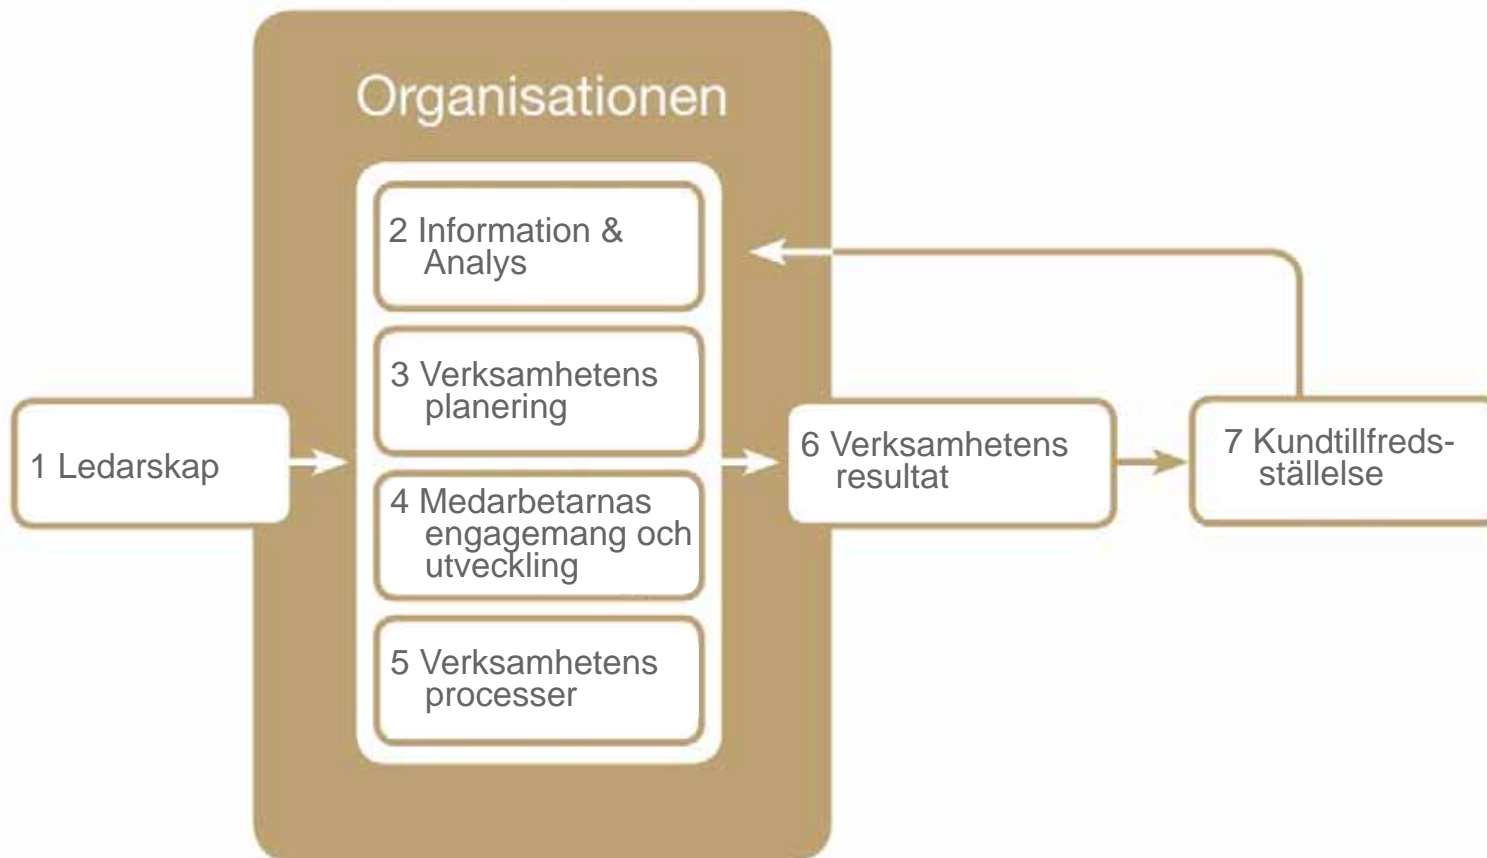 Organisationen
2 Information &
Analys
3 Verksamhetens
planering
4 Medarbetarnas
engagemang och
utveckling
5 Verksamhetens
processer
1 Ledarskap
6 Verksamhetens
resultat
7 Kundtillfreds-
ställelse